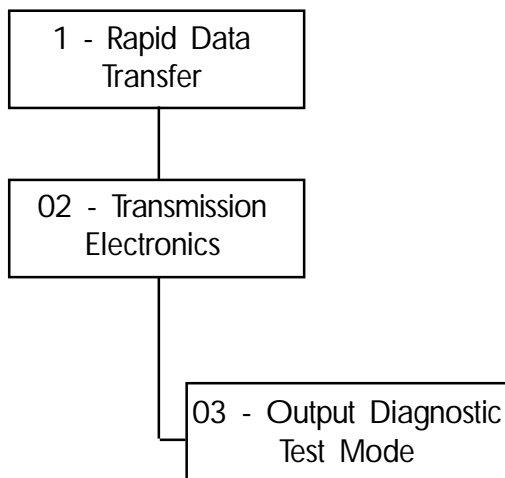 1 - Rapid Data
Transfer
02 - Transmission
Electronics
03 - Output Diagnostic
Test Mode